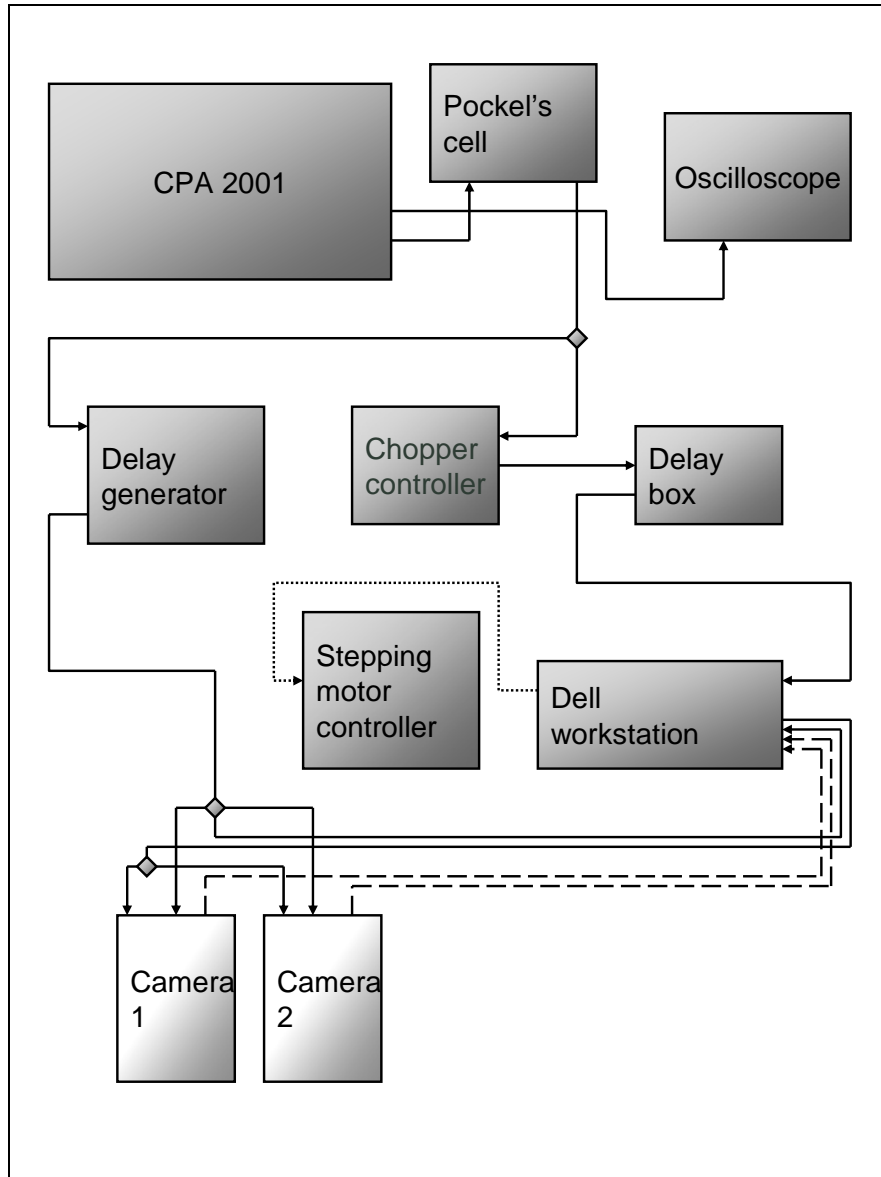 CPA 2001
Pockel’s
cell
Oscilloscope
Delay
generator
Chopper
controller
Delay
box
Stepping
motor
controller
Dell
workstation
Camera
1
Camera
2